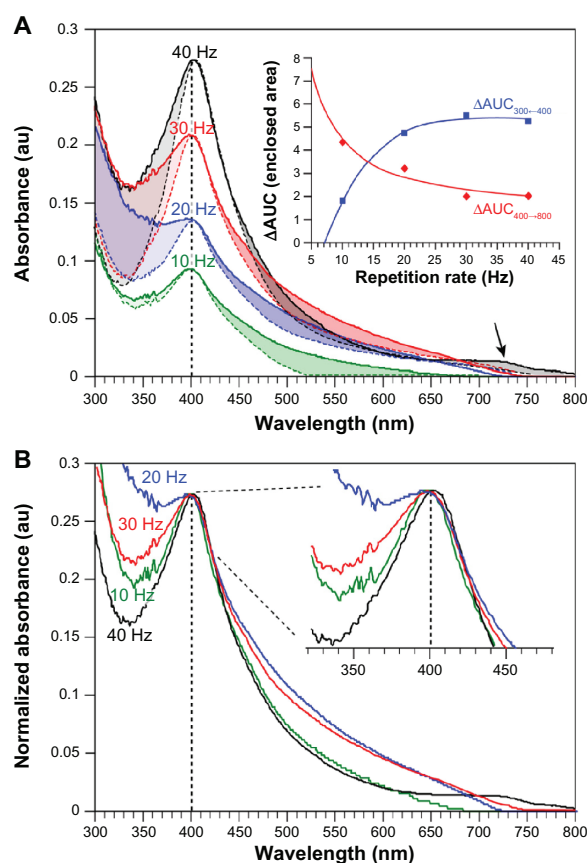 A
Absorbance (au)
0.3
0.25
0.2
0.15
0.1
0.05
0
40 Hz
30 Hz
20 Hz
10 Hz
300 350 400 450 500 550 600 650 700 750 800
Wavelength (nm)
ΔAUC (enclosed area)
8
7
6
5
4
3
2
1
0
ΔAUC300←400
ΔAUC400→800
5 10 15 20 25 30 35 40 45
Repetition rate (Hz)
B
Normalized absorbance (au)
0.3
0.25
0.2
0.15
0.1
0.05
0
20 Hz
30 Hz
10 Hz
40 Hz
350 400 450
300 350 400 450 500 550 600 650 700 750 800
Wavelength (nm)